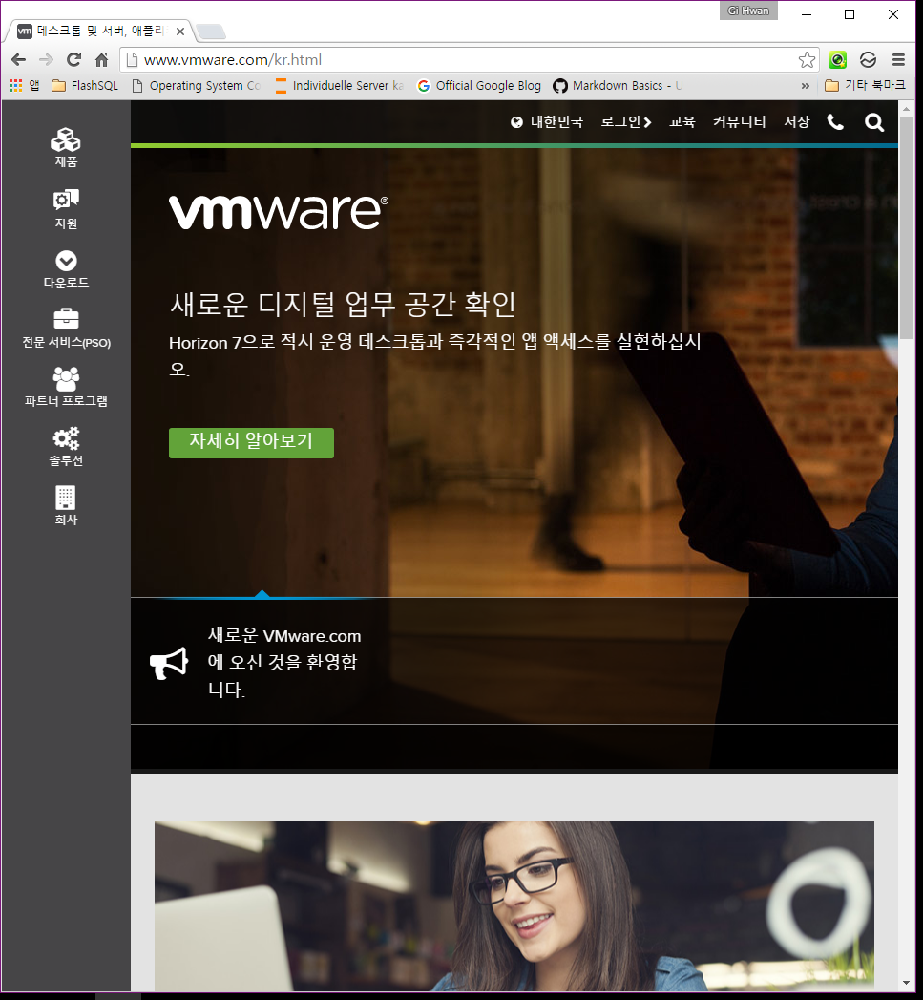 Gi Hwan
vm 데스크톱 및 서버, 애플리
www.vmware.com/kr.html
앱 FlashSQL Operating System Co Individuelle Server ka Official Google Blog Markdown Basics - U » 기타 북마크
대한민국 로그인 교육 커뮤니티 저장
제품
지원
다운로드
전문 서비스(PSO)
파트너 프로그램
솔루션
회사
vmware®
새로운 디지털 업무 공간 확인
Horizon 7으로 적시 운영 데스크톱과 즉각적인 앱 액세스를 실현하십시
오.
자세히 알아보기
새로운 VMware.com
에 오신 것을 환영합
니다.